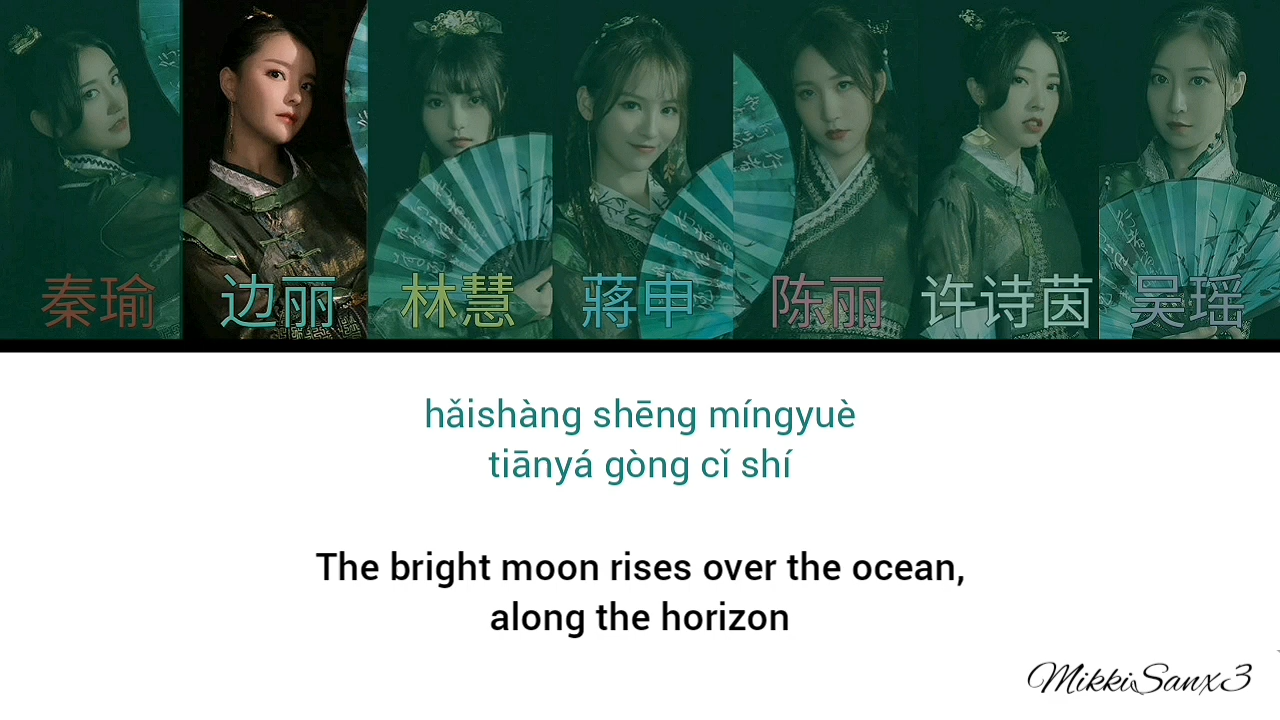 秦瑜 边丽 林慧 蔣申 陈丽 许诗茵 吴瑶
hǎishàng shēng míngyuè
tiānyá gòng cǐ shí
The bright moon rises over the ocean,
along the horizon
MikkiSanx3